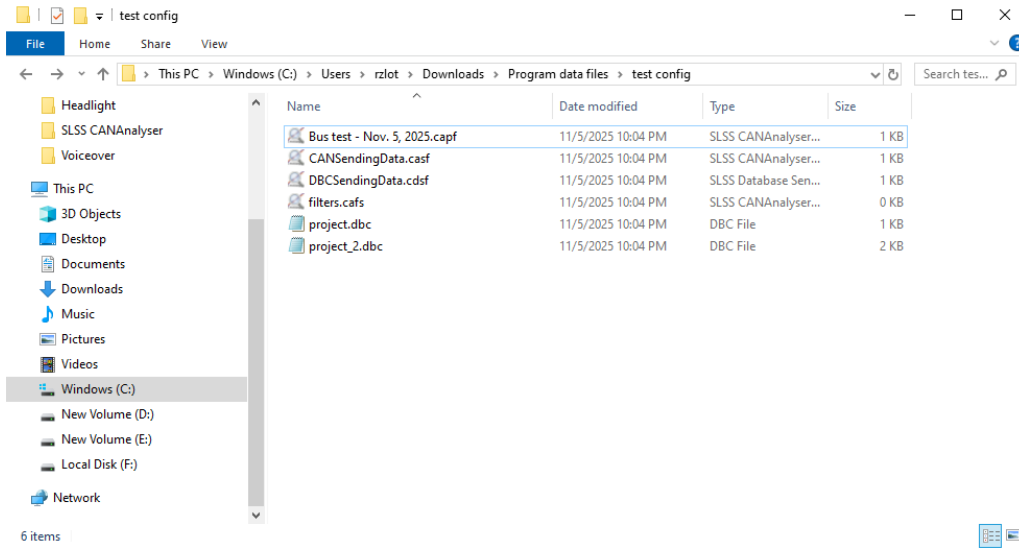 test config
File Home Share View
This PC > Windows (C:) > Users > rzlot > Downloads > Program data files > test config
Search tes...
Headlight
SLSS CANAnalyser
Voiceover
This PC
3D Objects
Desktop
Documents
Downloads
Music
Pictures
Videos
Windows (C:)
New Volume (D:)
New Volume (E:)
Local Disk (F:)
Network
Name Date modified Type Size
Bus test - Nov. 5, 2025.capf 11/5/2025 10:04 PM SLSS CANAnalyser... 1 KB
CANSendingData.casf 11/5/2025 10:04 PM SLSS CANAnalyser... 1 KB
DBCSendingData.cdsf 11/5/2025 10:04 PM SLSS Database Sen... 1 KB
filters.cafs 11/5/2025 10:04 PM SLSS CANAnalyser... 0 KB
project.dbc 11/5/2025 10:04 PM DBC File 1 KB
project_2.dbc 11/5/2025 10:04 PM DBC File 2 KB
6 items